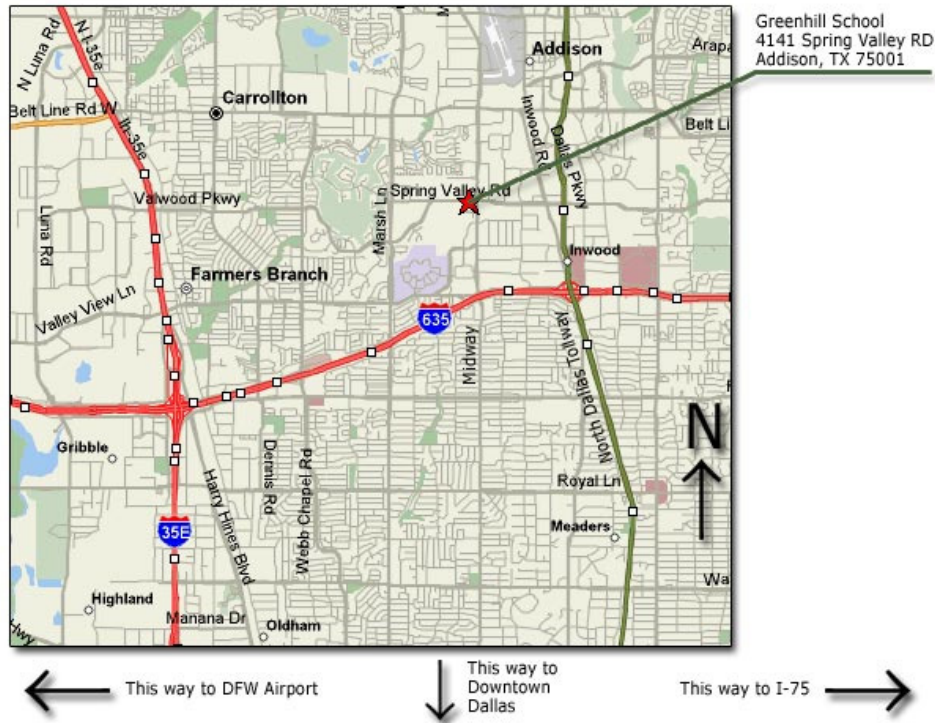 Greenhill School
4141 Spring Valley RD
Addison, TX 75001
N Luna Rd
N I-35e
Addison
Arapa
Carrollton
Belt Line Rd W
Ih-35e
Inwood Rd
Dallas Pkwy
Belt Li
Spring Valley Rd
Valwood Pkwy
Marsh Ln
Luna Rd
Inwood
Farmers Branch
Valley View Ln
635
Midway
North Dallas Tollway
N
Gribble
Dennis Rd
Webb Chapel Rd
Harry Hines Blvd
Royal Ln
35E
Meaders
Highland
Manana Dr
Oldham
Wa
Hwy
This way to DFW Airport
This way to
Downtown
Dallas
This way to I-75